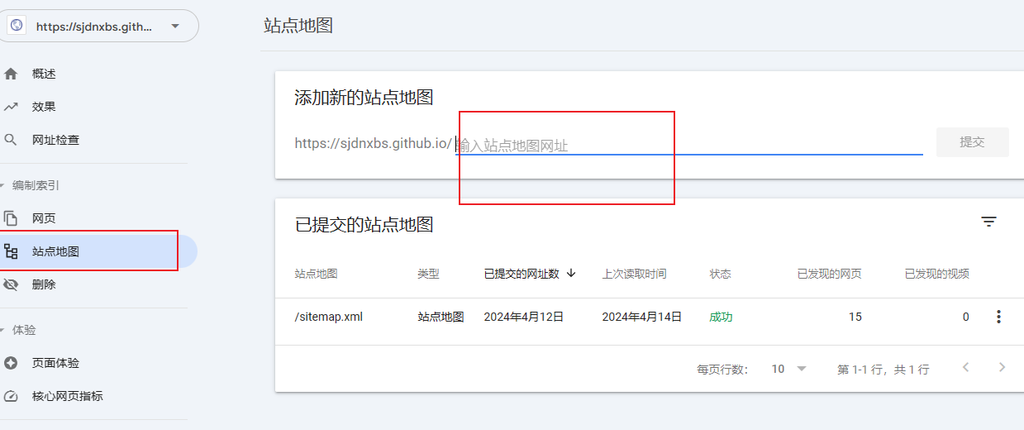 https://sjdnxbs.gith...
站点地图
概述
效果
网址检查
编制索引
网页
站点地图
删除
体验
页面体验
核心网页指标
添加新的站点地图
https://sjdnxbs.github.io/ 输入站点地图网址 提交
已提交的站点地图
站点地图 类型 已提交的网址数 上次读取时间 状态 已发现的网页 已发现的视频
/sitemap.xml 站点地图 2024年4月12日 2024年4月14日 成功 15 0
每页行数: 10 第 1-1 行，共 1 行